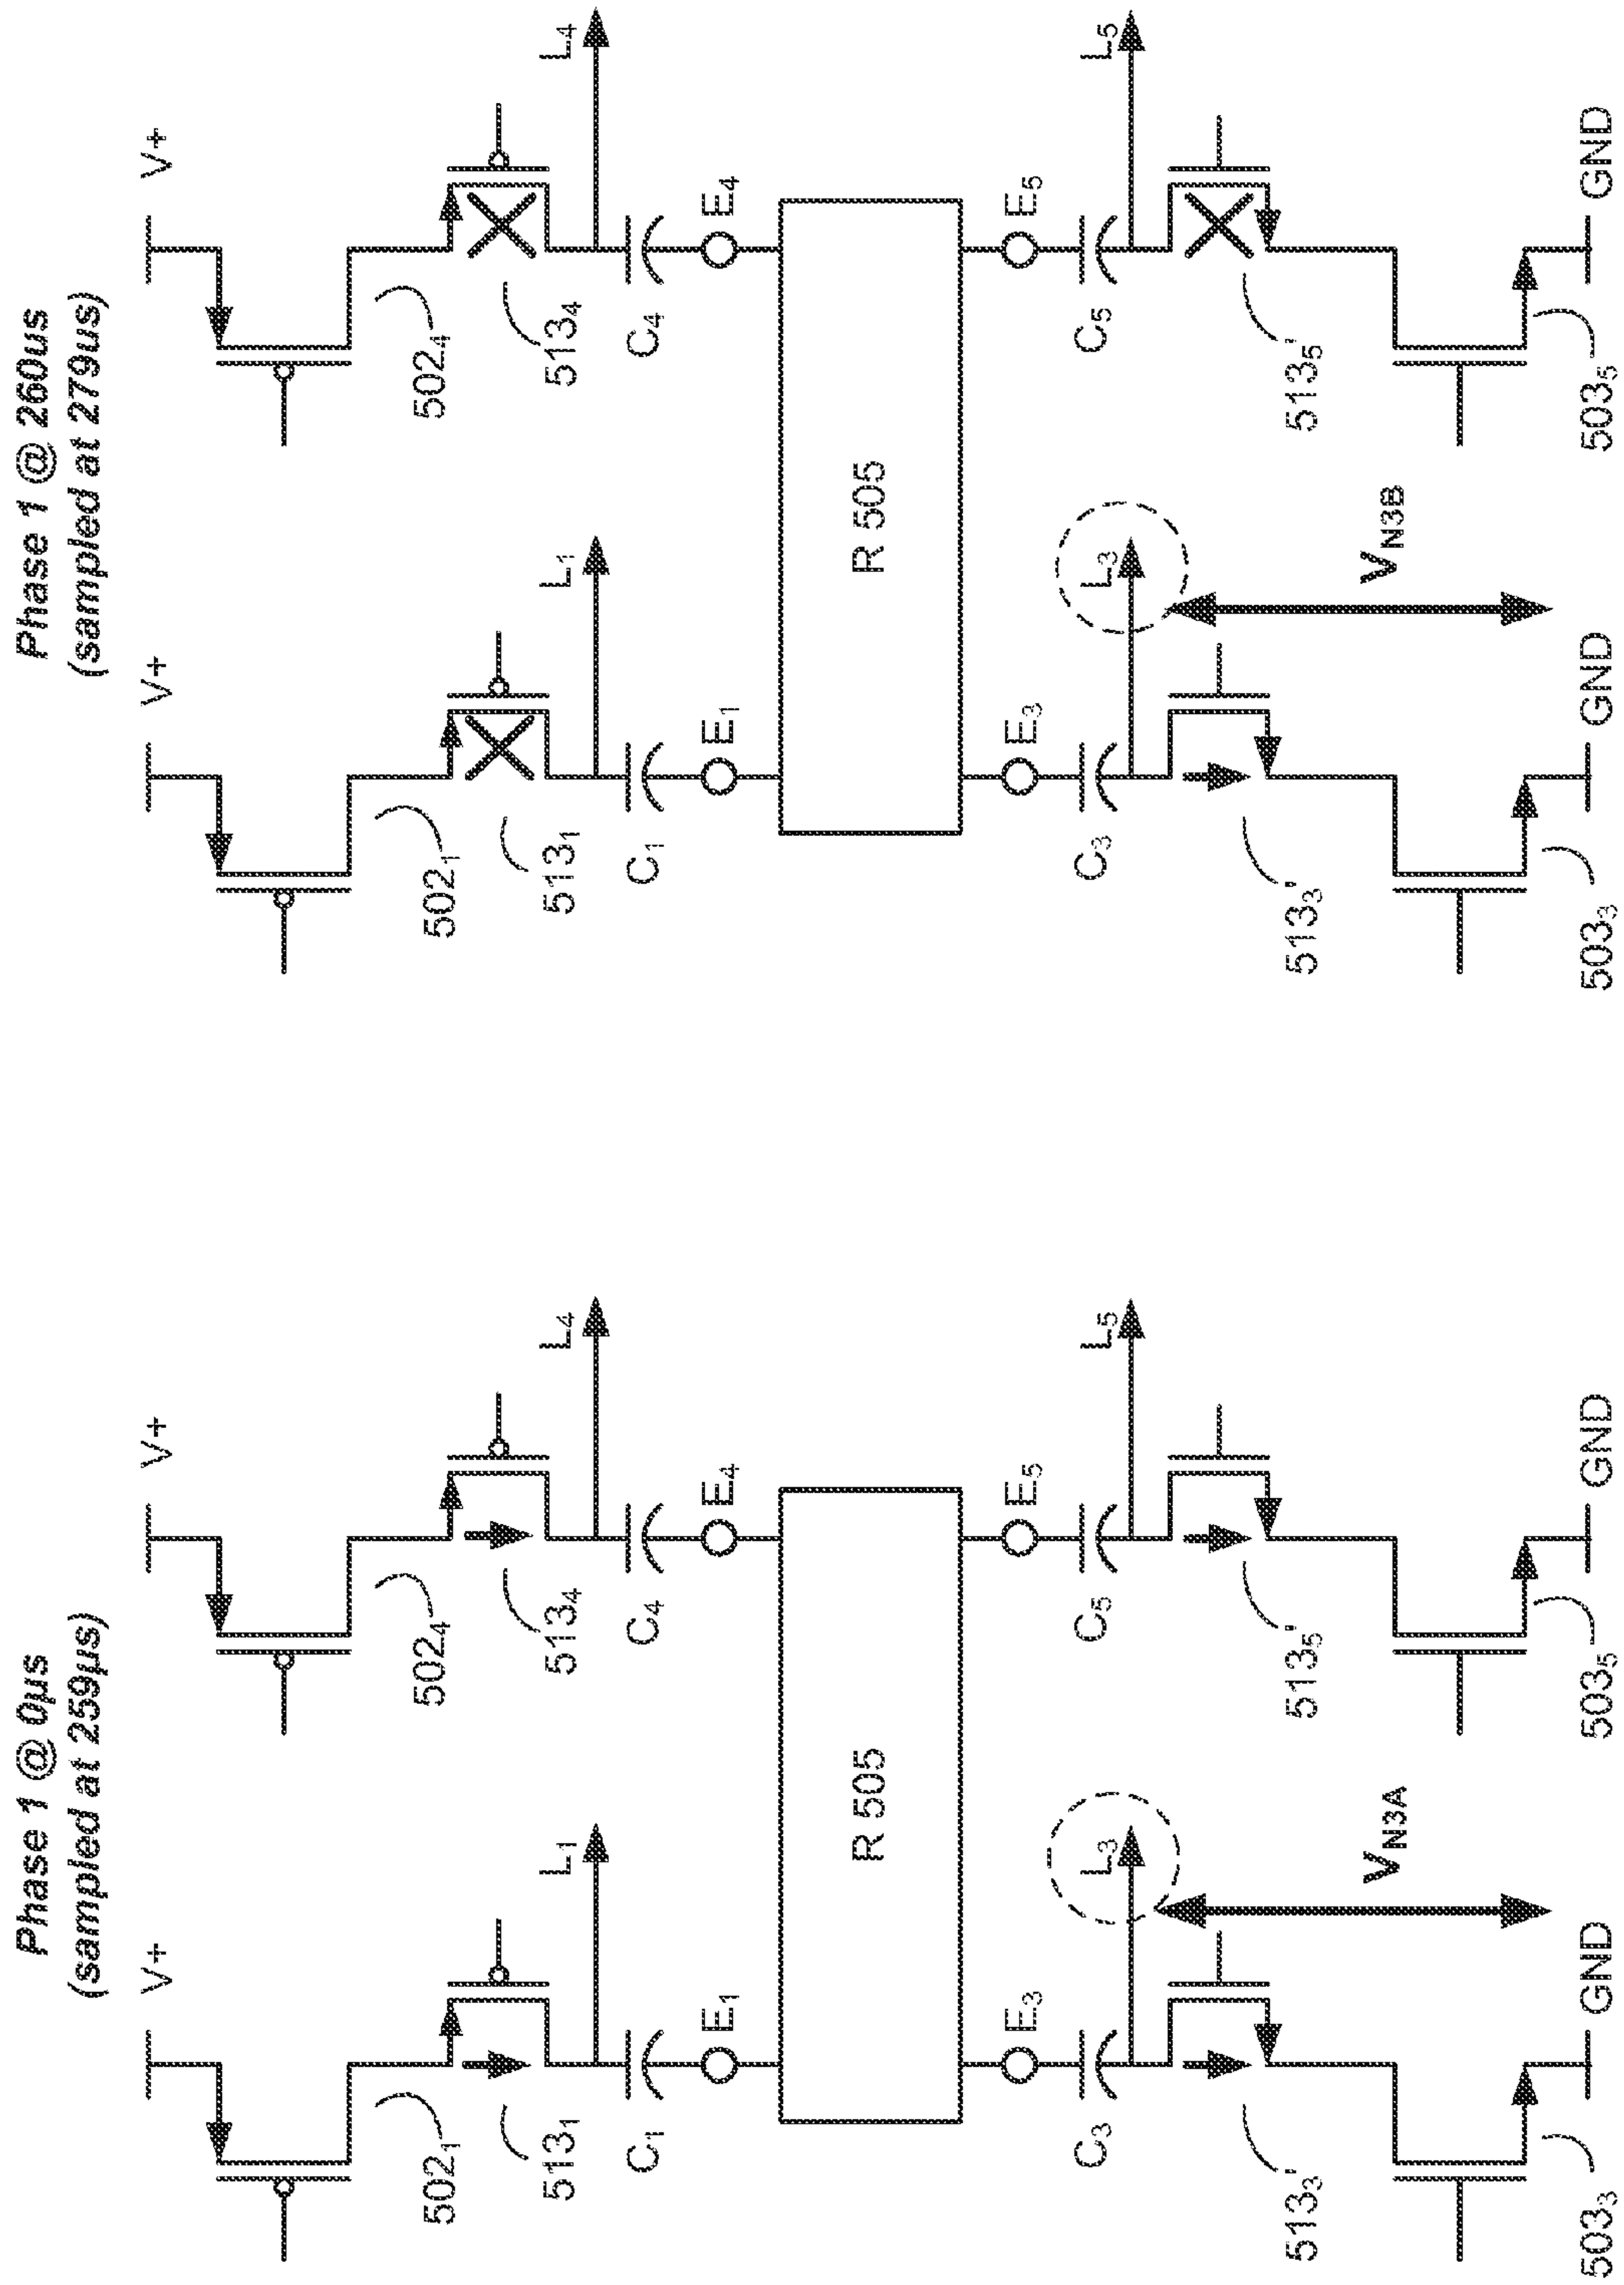 Phase 1 @ 0µs
(sampled at 259µs)
V+
V+
502₁
502₄
513₁
513₄
L₁
L₄
C₁
C₄
E₁
E₄
R 505
E₃
E₅
C₃
C₅
L₃
L₅
513₃'
513₅'
V_N3A
503₃
503₅
GND
GND
Phase 1 @ 260us
(sampled at 279us)
V+
V+
502₁
502₄
513₁
513₄
L₁
L₄
C₁
C₄
E₁
E₄
R 505
E₃
E₅
C₃
C₅
L₃
L₅
513₃'
513₅'
V_N3B
503₃
503₅
GND
GND